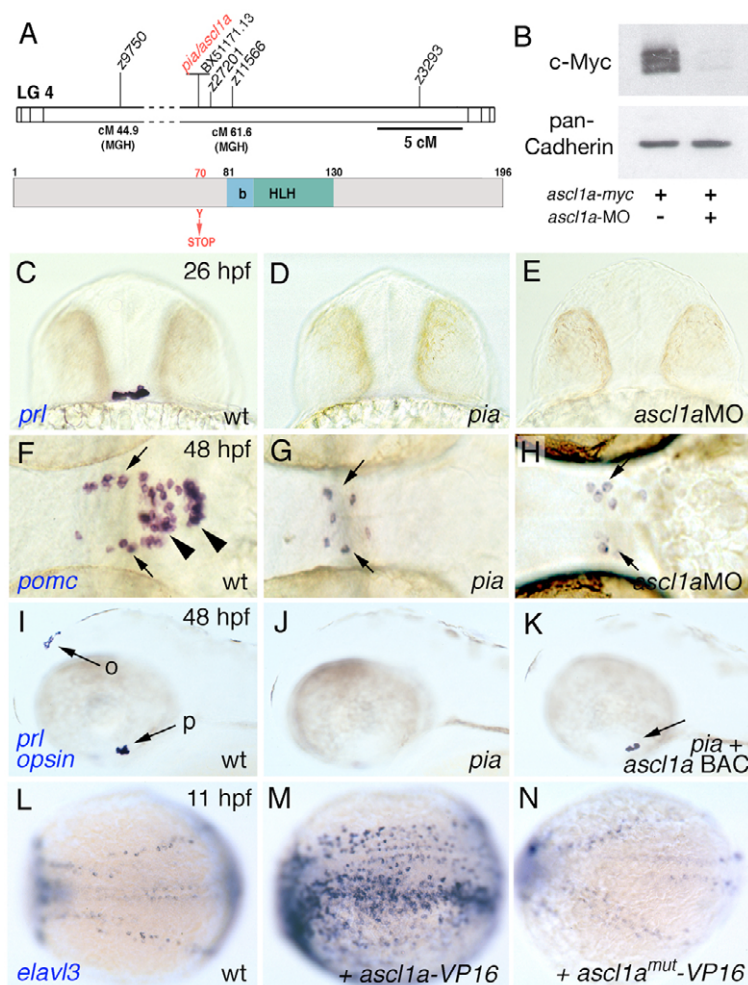 A
z9750
pia/ascl1a
BX51171.13
z27201
z11566
z3293
LG 4
cM 44.9
(MGH)
cM 61.6
(MGH)
5 cM
1
70
81
130
196
b
HLH
Y
STOP
B
c-Myc
pan-
Cadherin
ascl1a-myc + +
ascl1a-MO - +
C
26 hpf
prl
wt
D
pia
E
ascl1aMO
F
48 hpf
pomc
wt
G
pia
H
ascl1aMO
I
48 hpf
o
p
prl
opsin
wt
J
pia
K
pia +
ascl1a BAC
L
11 hpf
elavl3
wt
M
+ ascl1a-VP16
N
+ ascl1amut-VP16